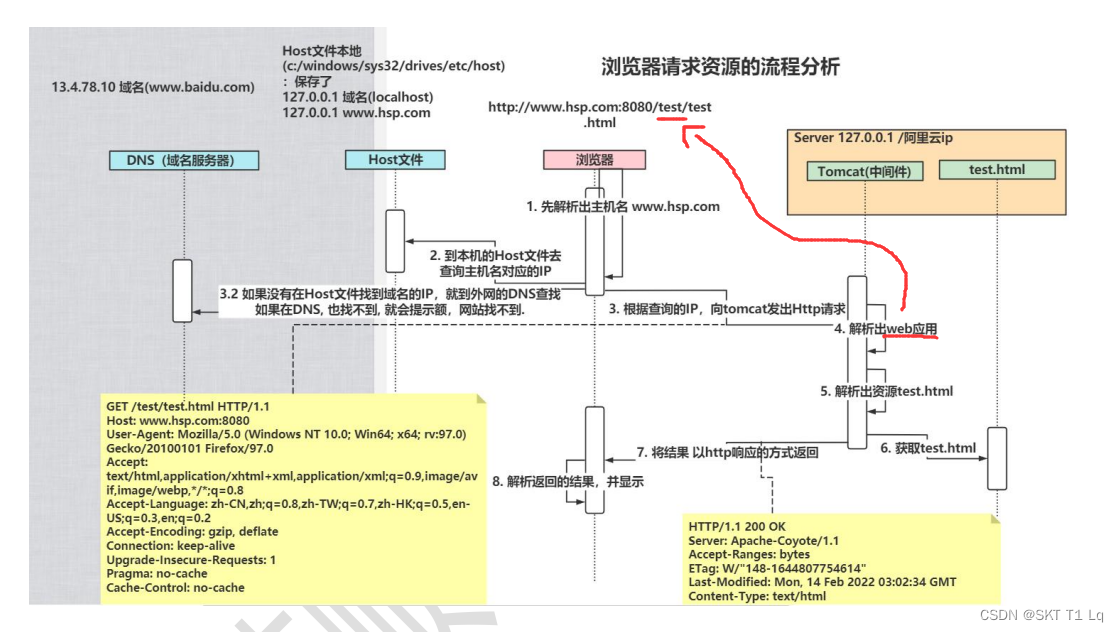 浏览器请求资源的流程分析
Host文件本地
(c:/windows/sys32/drives/etc/host)
：保存了
127.0.0.1 域名(localhost)
127.0.0.1 www.hsp.com
13.4.78.10 域名(www.baidu.com)
http://www.hsp.com:8080/test/test
.html
Server 127.0.0.1 /阿里云ip
DNS（域名服务器）
Host文件
浏览器
Tomcat(中间件)
test.html
1. 先解析出主机名 www.hsp.com
2. 到本机的Host文件去
查询主机名对应的IP
3.2 如果没有在Host文件找到域名的IP，就到外网的DNS查找
如果在DNS, 也找不到, 就会提示额，网站找不到.
3. 根据查询的IP，向tomcat发出Http请求
4. 解析出web应用
5. 解析出资源test.html
6. 获取test.html
7. 将结果 以http响应的方式返回
8. 解析返回的结果，并显示
GET /test/test.html HTTP/1.1
Host: www.hsp.com:8080
User-Agent: Mozilla/5.0 (Windows NT 10.0; Win64; x64; rv:97.0)
Gecko/20100101 Firefox/97.0
Accept:
text/html,application/xhtml+xml,application/xml;q=0.9,image/av
if,image/webp,*/*;q=0.8
Accept-Language: zh-CN,zh;q=0.8,zh-TW;q=0.7,zh-HK;q=0.5,en-
US;q=0.3,en;q=0.2
Accept-Encoding: gzip, deflate
Connection: keep-alive
Upgrade-Insecure-Requests: 1
Pragma: no-cache
Cache-Control: no-cache
HTTP/1.1 200 OK
Server: Apache-Coyote/1.1
Accept-Ranges: bytes
ETag: W/"148-1644807754614"
Last-Modified: Mon, 14 Feb 2022 03:02:34 GMT
Content-Type: text/html
CSDN @SKT T1 Lq